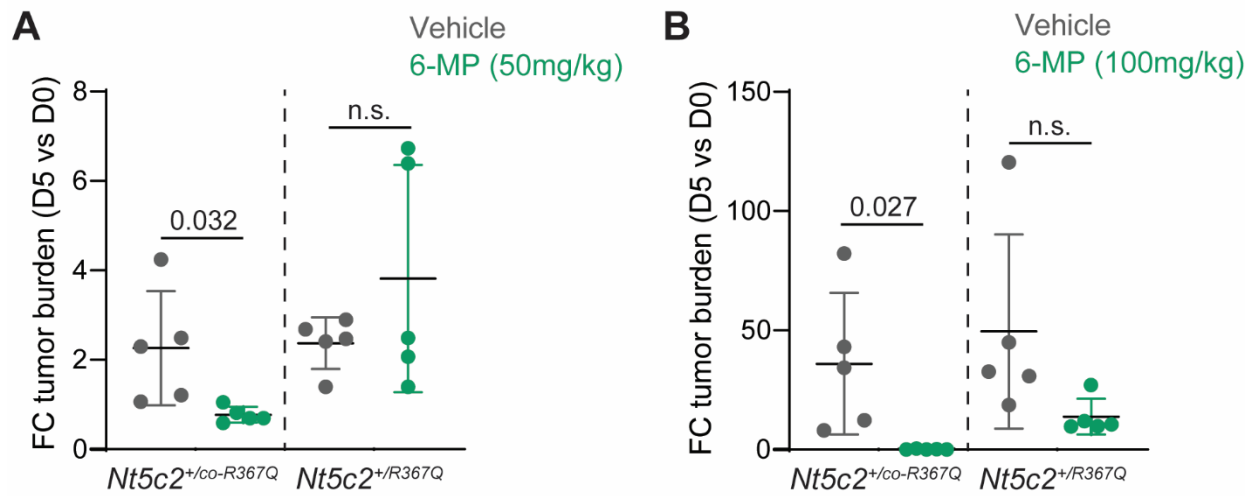 A
Vehicle
6-MP (50mg/kg)
FC tumor burden (D5 vs D0)
8
6
4
2
0
0.032
n.s.
Nt5c2+/co-R367Q
Nt5c2+/R367Q
B
Vehicle
6-MP (100mg/kg)
FC tumor burden (D5 vs D0)
150
100
50
0
0.027
n.s.
Nt5c2+/co-R367Q
Nt5c2+/R367Q